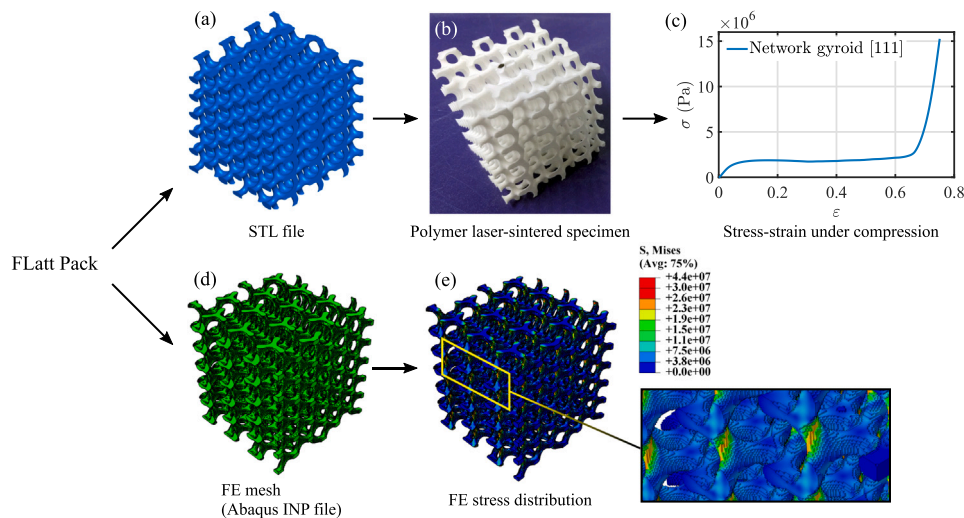 (a)
(b)
(c)
×10⁶
Network gyroid [111]
15
10
5
0
σ (Pa)
0
0.2
0.4
0.6
0.8
ε
STL file
Polymer laser-sintered specimen
Stress-strain under compression
FLatt Pack
(d)
(e)
S, Mises
(Avg: 75%)
+4.4e+07
+3.0e+07
+2.6e+07
+2.3e+07
+1.9e+07
+1.5e+07
+1.1e+07
+7.5e+06
+3.8e+06
+0.0e+00
FE mesh
(Abaqus INP file)
FE stress distribution